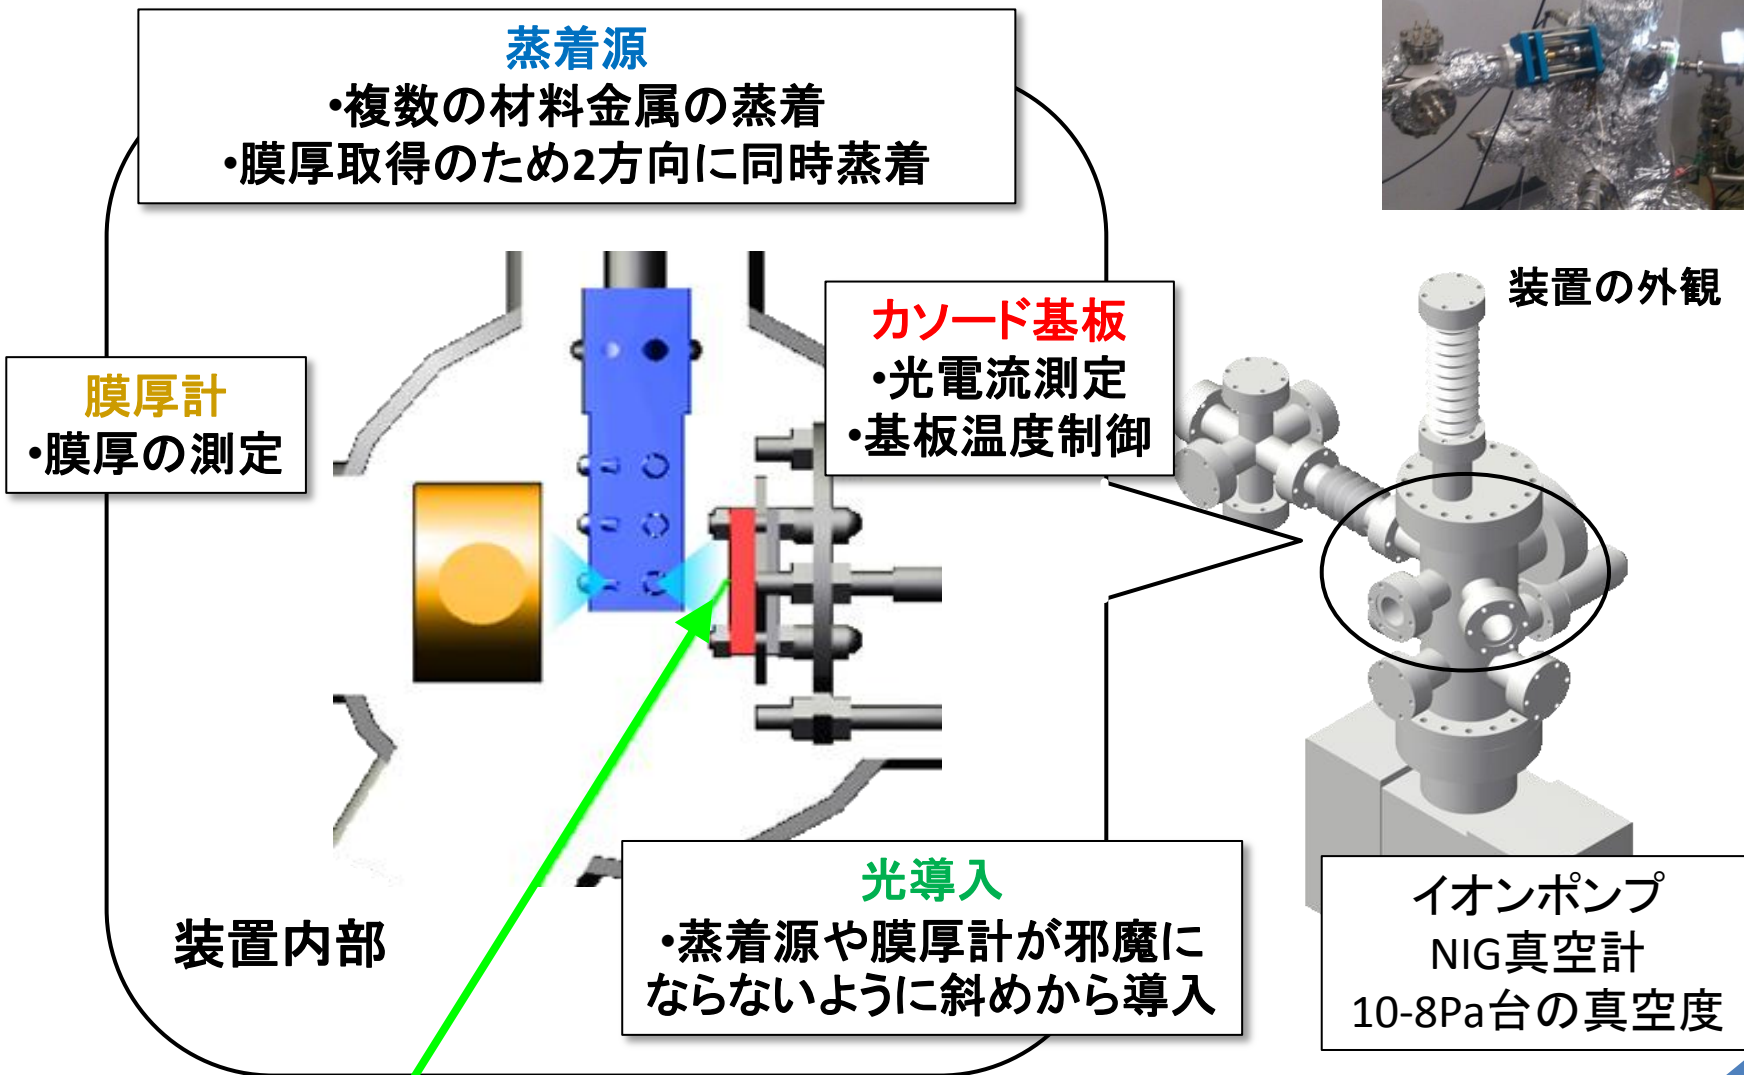 蒸着源
•複数の材料金属の蒸着
•膜厚取得のため2方向に同時蒸着
装置の外観
カソード基板
•光電流測定
•基板温度制御
膜厚計
•膜厚の測定
光導入
•蒸着源や膜厚計が邪魔に
ならないように斜めから導入
装置内部
イオンポンプ
NIG真空計
10-8Pa台の真空度